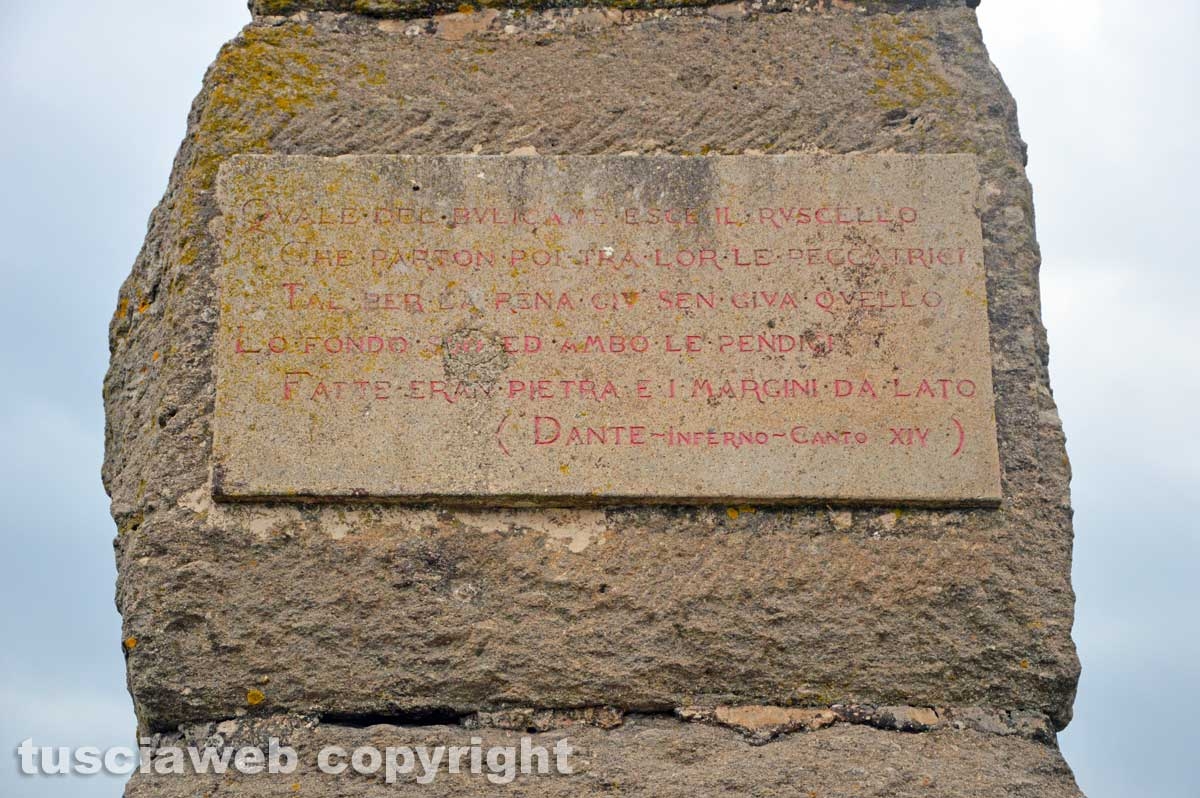 QVALE·DEL·BVLICAME·ESCE·IL·RVSCELLO
CHE·PARTON·POI·TRA·LOR·LE·PECCATRICI
TAL·PER·LA·RENA·GIV'·SEN·GIVA·QVELLO
LO·FONDO·SVO·ED·AMBO·LE·PENDICI
FATTE·ERAN·PIETRA·E·I·MARGINI·DA·LATO
(DANTE~INFERNO~CANTO XIV)
tusciaweb copyright